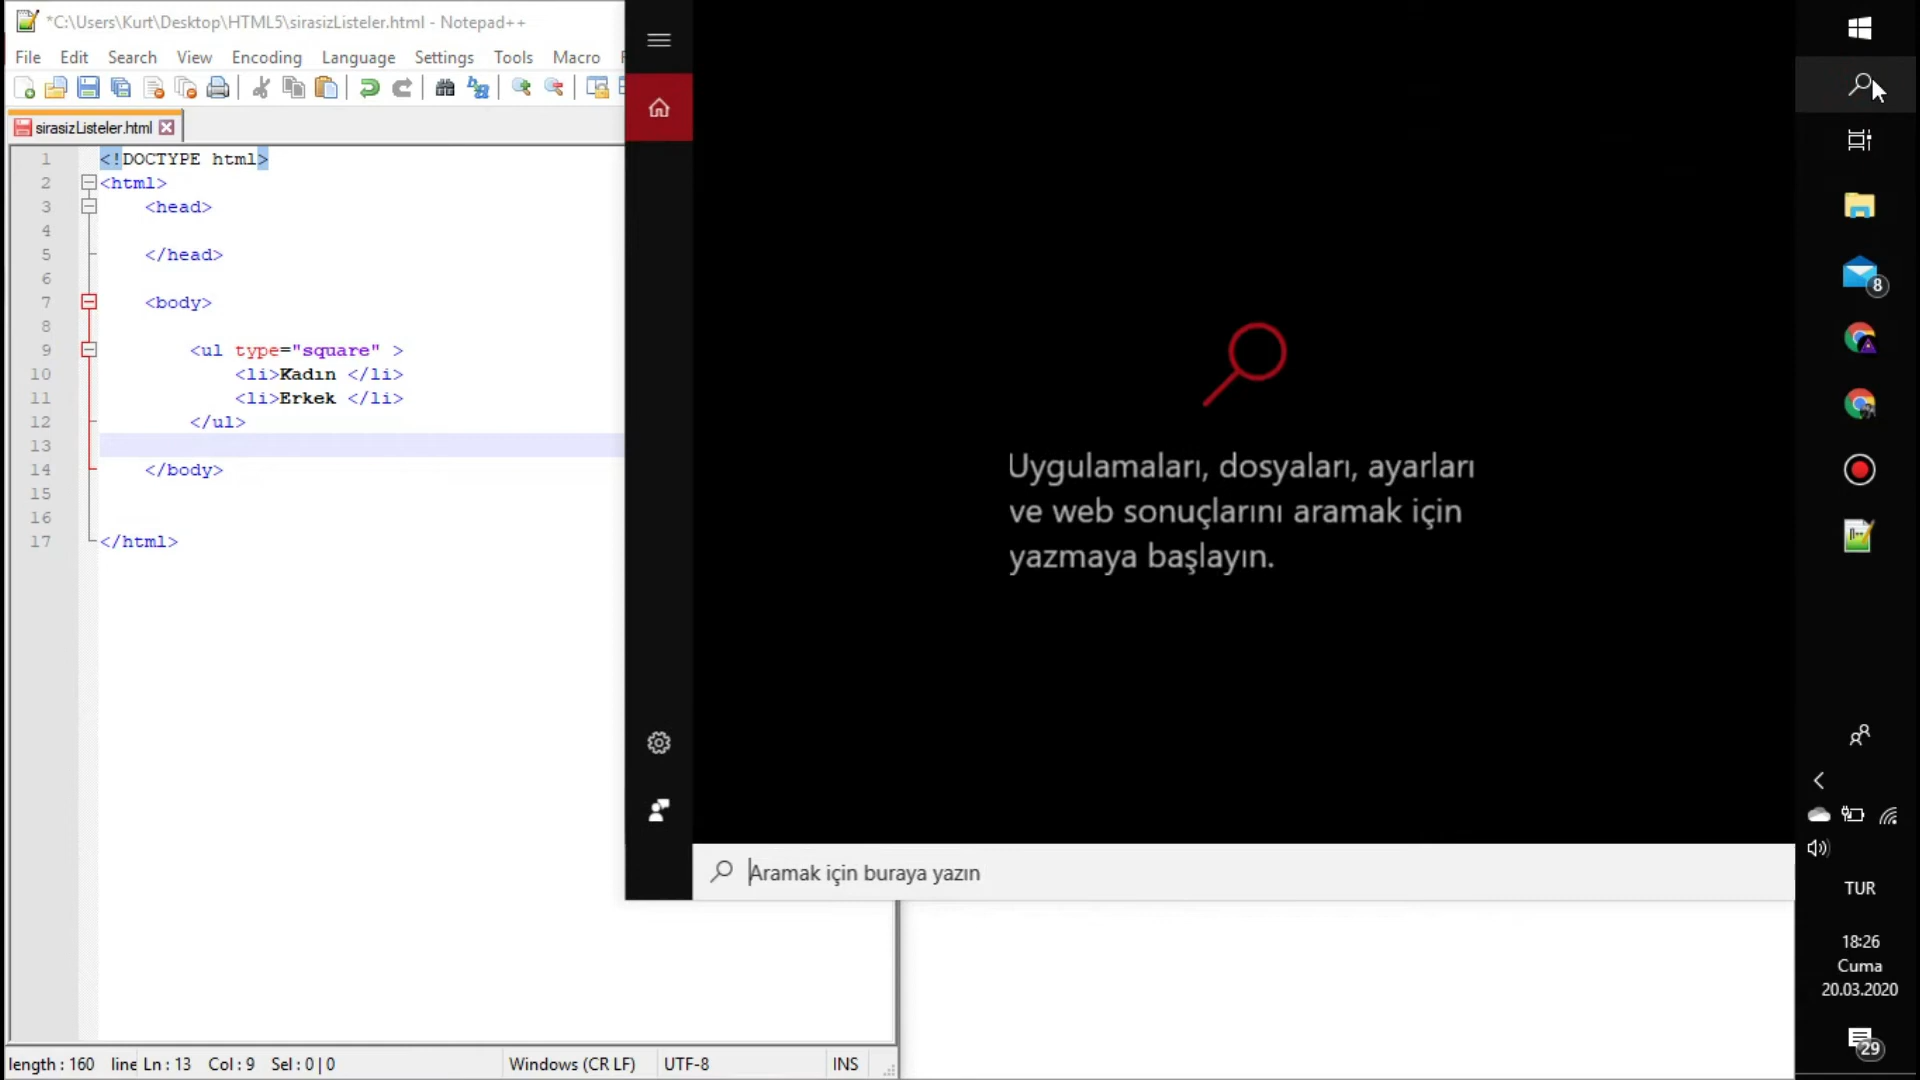 *C:\Users\Kurt\Desktop\HTML5\sirasizListeler.html - Notepad++
File Edit Search View Encoding Language Settings Tools Macro
sirasizListeler.html
1 <!DOCTYPE html>
2 <html>
3 <head>
4
5 </head>
6
7 <body>
8
9 <ul type="square" >
10 <li>Kadın </li>
11 <li>Erkek </li>
12 </ul>
13
14 </body>
15
16
17 </html>
length : 160 line Ln : 13 Col : 9 Sel : 0 | 0 Windows (CR LF) UTF-8 INS
Uygulamaları, dosyaları, ayarları
ve web sonuçlarını aramak için
yazmaya başlayın.
Aramak için buraya yazın
8
TUR
18:26
Cuma
20.03.2020
29